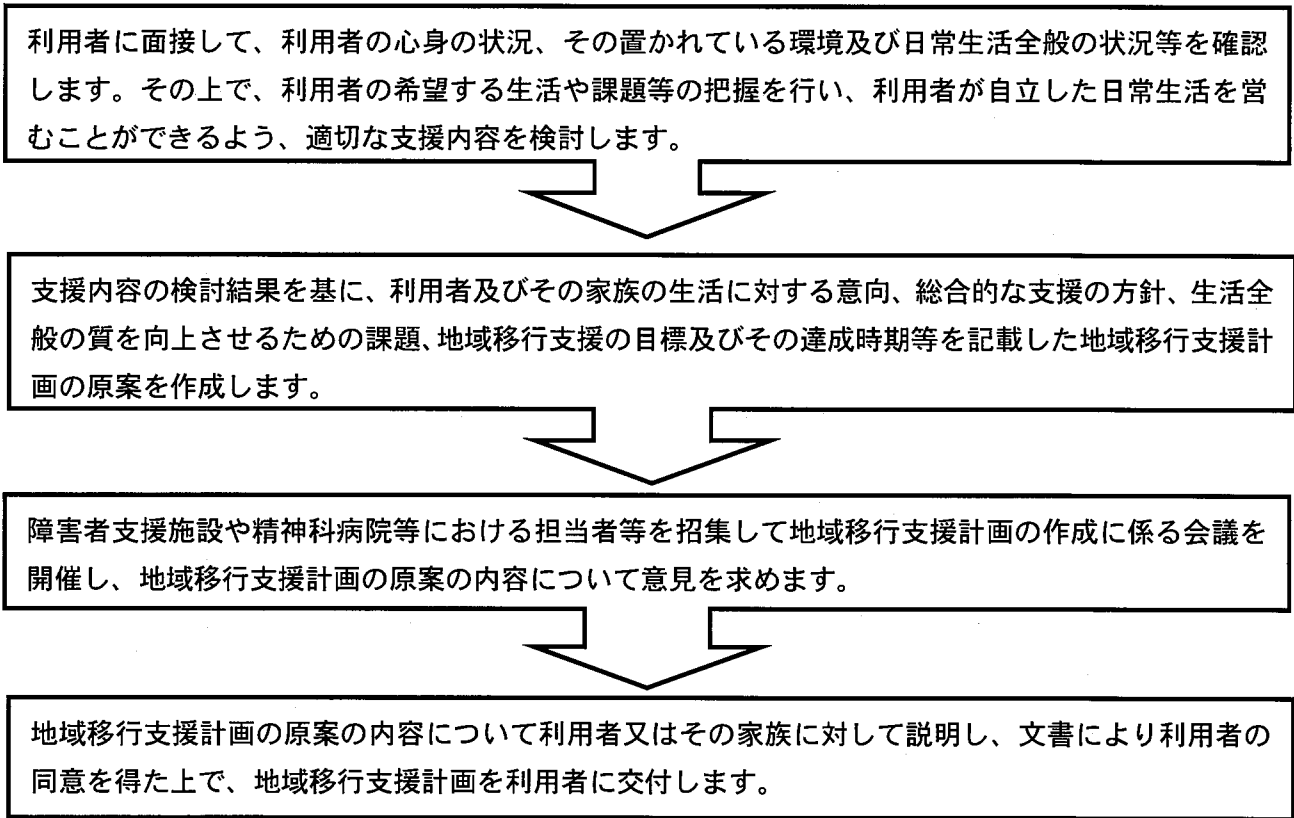 利用者に面接して、利用者の心身の状況、その置かれている環境及び日常生活全般の状況等を確認
します。その上で、利用者の希望する生活や課題等の把握を行い、利用者が自立した日常生活を営
むことができるよう、適切な支援内容を検討します。
支援内容の検討結果を基に、利用者及びその家族の生活に対する意向、総合的な支援の方針、生活全
般の質を向上させるための課題、地域移行支援の目標及びその達成時期等を記載した地域移行支援計
画の原案を作成します。
障害者支援施設や精神科病院等における担当者等を招集して地域移行支援計画の作成に係る会議を
開催し、地域移行支援計画の原案の内容について意見を求めます。
地域移行支援計画の原案の内容について利用者又はその家族に対して説明し、文書により利用者の
同意を得た上で、地域移行支援計画を利用者に交付します。